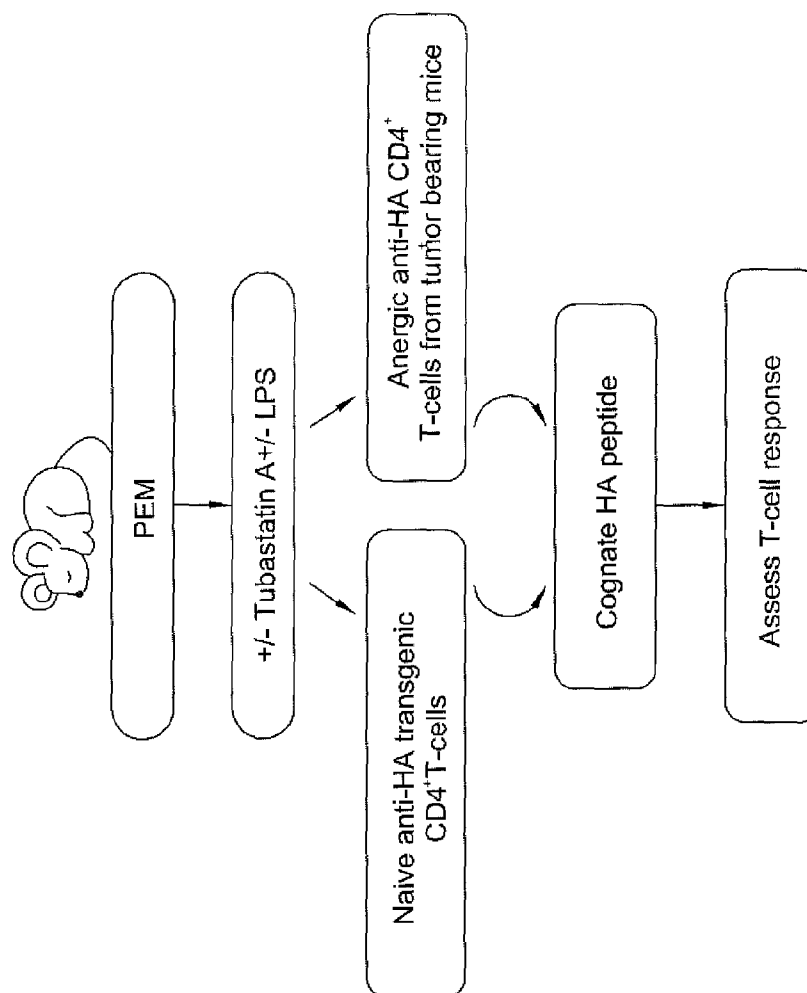 PEM
+/- Tubastatin A+/- LPS
Naive anti-HA transgenic
CD4⁺T-cells
Anergic anti-HA CD4⁺
T-cells from tumor bearing mice
Cognate HA peptide
Assess T-cell response